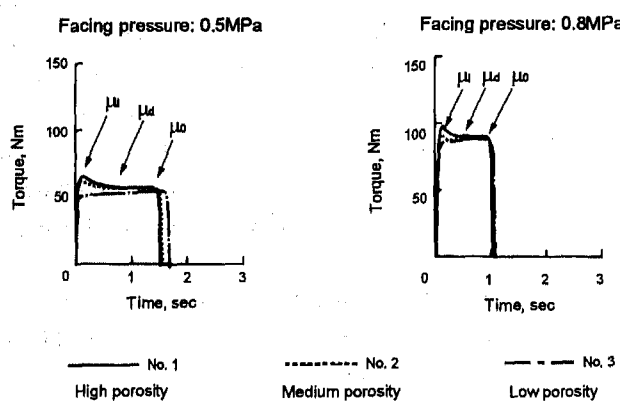 Facing pressure: 0.5MPa
150
100
50
0
1
2
3
Torque, Nm
Time, sec
μi
μd
μo
Facing pressure: 0.8MPa
150
100
50
0
1
2
3
Torque, Nm
Time, sec
μi
μd
μo
No. 1
High porosity
No. 2
Medium porosity
No. 3
Low porosity